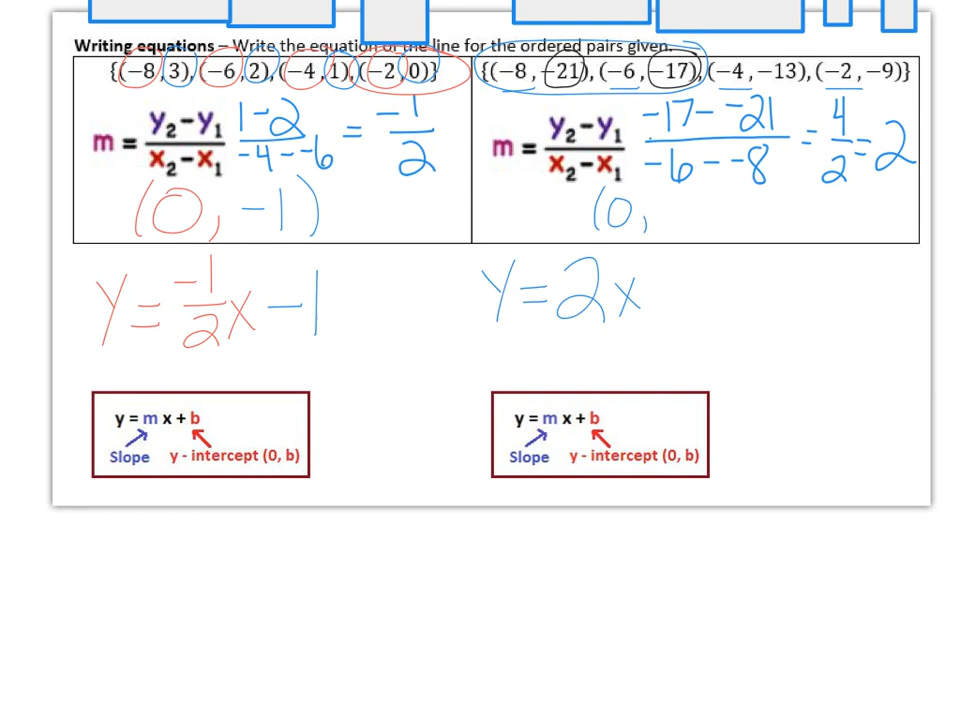 Writing equations – Write the equation of the line for the ordered pairs given.
{(−8 , 3), (−6 , 2), (−4 , 1), (−2 , 0)}
{(−8 , −21), (−6 , −17), (−4 , −13), (−2 , −9)}
m = Y₂ − Y₁ / X₂ − X₁ 1 - 2 / -4 - -6 = -1 / 2
m = Y₂ − Y₁ / X₂ − X₁ -17 - -21 / -6 - -8 = 4 / 2 = 2
(0, -1)
(0,
Y = -1/2 x - 1
Y = 2x
y = m x + b
Slope y - intercept (0, b)
y = m x + b
Slope y - intercept (0, b)